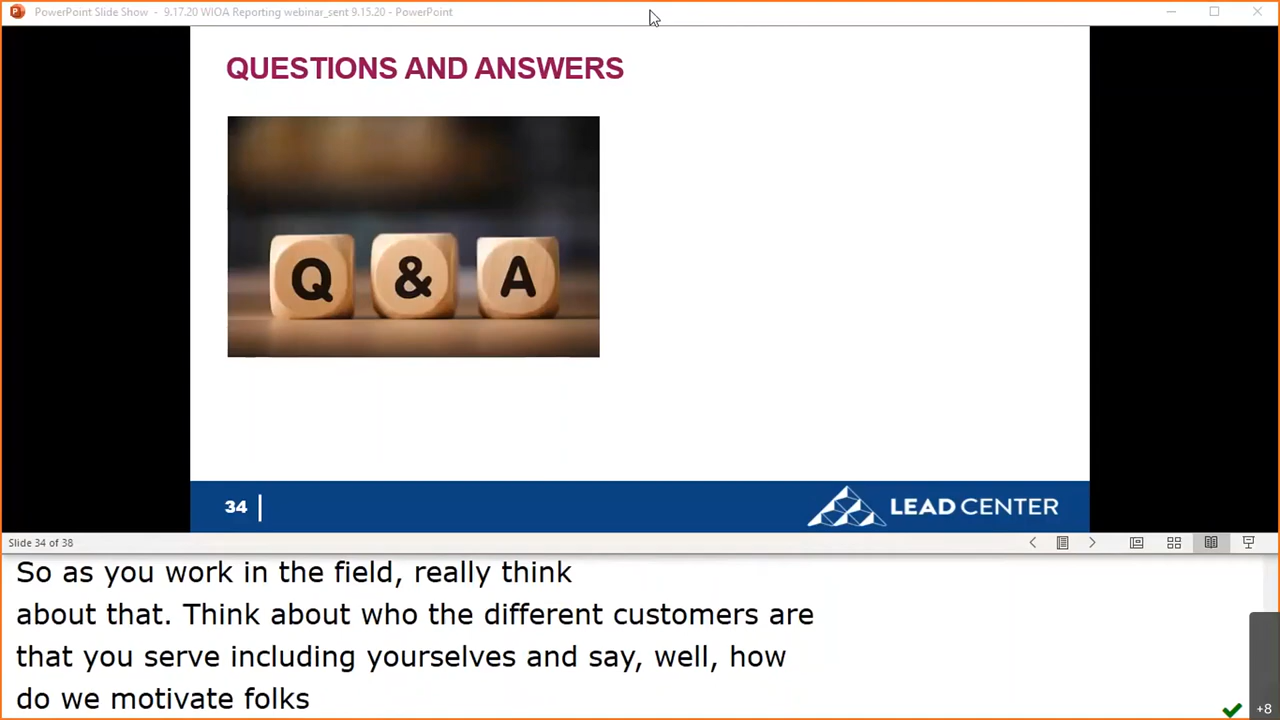 PowerPoint Slide Show - 9.17.20 WIOA Reporting webinar_sent 9.15.20 - PowerPoint
QUESTIONS AND ANSWERS
Q & A
34
LEAD CENTER
Slide 34 of 38
So as you work in the field, really think
about that. Think about who the different customers are
that you serve including yourselves and say, well, how
do we motivate folks
+8